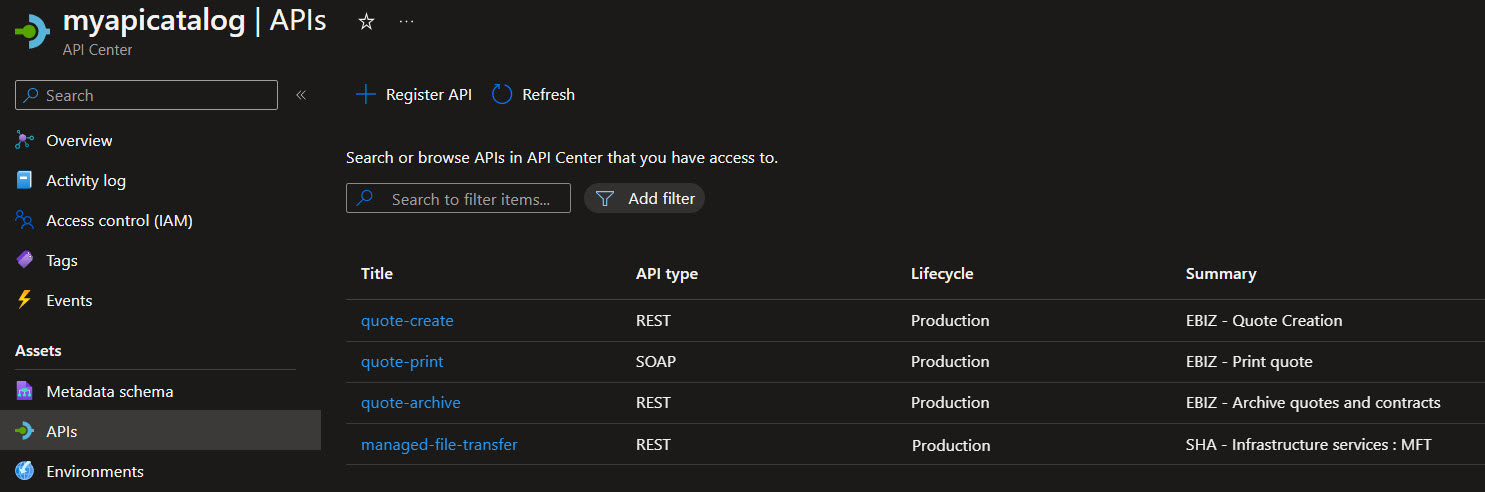 myapicatalog | APIs
API Center
Search
Overview
Activity log
Access control (IAM)
Tags
Events
Assets
Metadata schema
APIs
Environments
Register API Refresh
Search or browse APIs in API Center that you have access to.
Search to filter items... Add filter
Title API type Lifecycle Summary
quote-create REST Production EBIZ - Quote Creation
quote-print SOAP Production EBIZ - Print quote
quote-archive REST Production EBIZ - Archive quotes and contracts
managed-file-transfer REST Production SHA - Infrastructure services : MFT